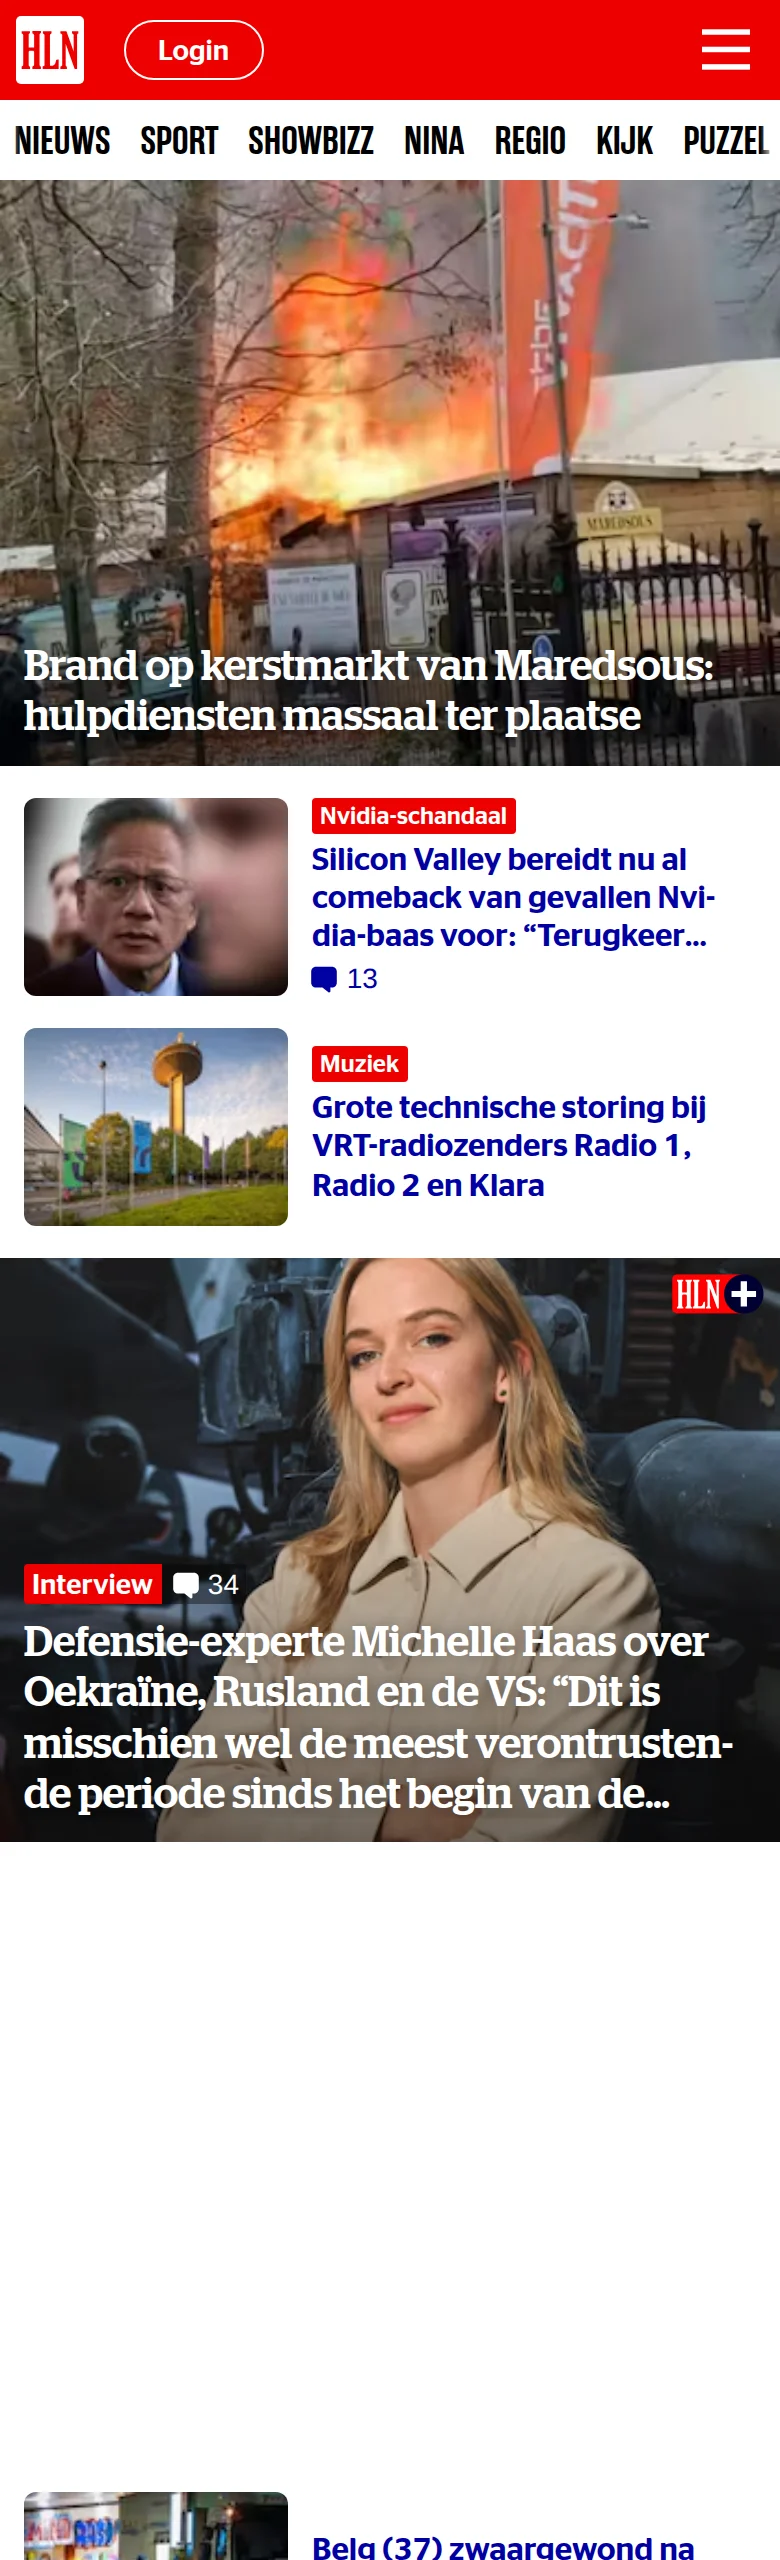 HLN
Login
NIEUWS SPORT SHOWBIZZ NINA REGIO KIJK PUZZEL
MAREDSOUS
Brand op kerstmarkt van Maredsous:
hulpdiensten massaal ter plaatse
Nvidia-schandaal
Silicon Valley bereidt nu al
comeback van gevallen Nvi-
dia-baas voor: “Terugkeer...
13
Muziek
Grote technische storing bij
VRT-radiozenders Radio 1,
Radio 2 en Klara
HLN+
Interview 34
Defensie-experte Michelle Haas over
Oekraïne, Rusland en de VS: “Dit is
misschien wel de meest verontrusten-
de periode sinds het begin van de...
Belg (37) zwaargewond na